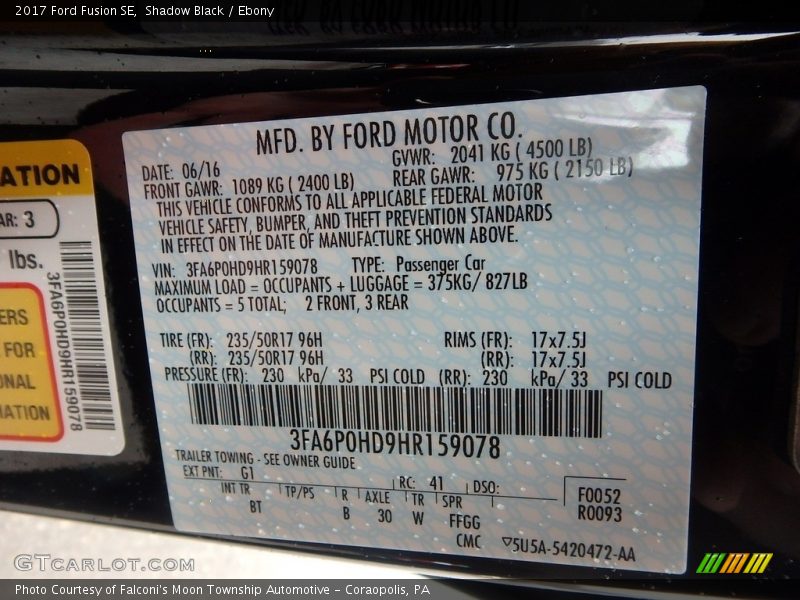 2017 Ford Fusion SE, Shadow Black / Ebony
ATION
AR: 3
lbs.
ERS
FOR
ONAL
MATION
3FA6P0HD9HR159078
MFD. BY FORD MOTOR CO.
DATE: 06/16 GVWR: 2041 KG ( 4500 LB)
FRONT GAWR: 1089 KG ( 2400 LB) REAR GAWR: 975 KG ( 2150 LB)
THIS VEHICLE CONFORMS TO ALL APPLICABLE FEDERAL MOTOR
VEHICLE SAFETY, BUMPER, AND THEFT PREVENTION STANDARDS
IN EFFECT ON THE DATE OF MANUFACTURE SHOWN ABOVE.
VIN: 3FA6P0HD9HR159078 TYPE: Passenger Car
MAXIMUM LOAD = OCCUPANTS + LUGGAGE = 375KG/ 827LB
OCCUPANTS = 5 TOTAL; 2 FRONT, 3 REAR
TIRE (FR): 235/50R17 96H RIMS (FR): 17x7.5J
(RR): 235/50R17 96H (RR): 17x7.5J
PRESSURE (FR): 230 kPa/ 33 PSI COLD (RR): 230 kPa/ 33 PSI COLD
3FA6P0HD9HR159078
TRAILER TOWING - SEE OWNER GUIDE
EXT PNT: G1 RC: 41 DSO: F0052
INT TR TP/PS R AXLE TR SPR R0093
BT B 30 W FFGG
CMC ▽5U5A-5420472-AA
GTCarLot.com
Photo Courtesy of Falconi's Moon Township Automotive – Coraopolis, PA